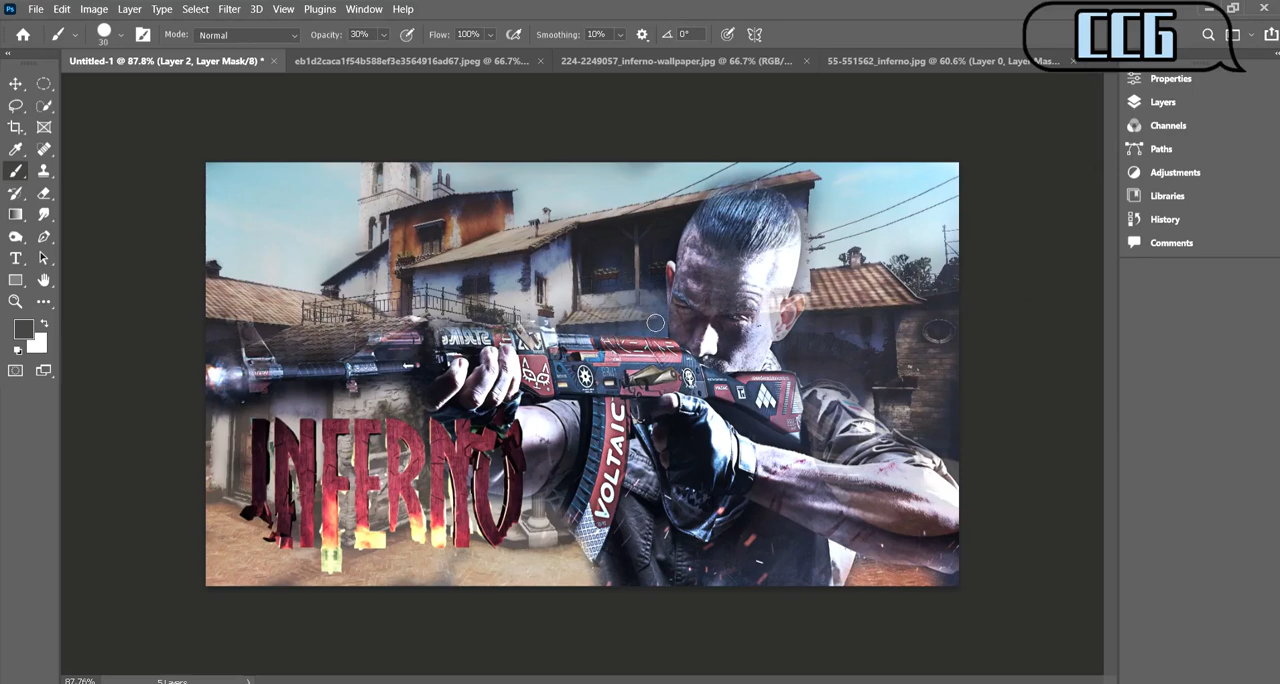 Ps File Edit Image Layer Type Select Filter 3D View Plugins Window Help
CCG
30 Mode: Normal Opacity: 30% Flow: 100% Smoothing: 10% 0°
Untitled-1 @ 87.8% (Layer 2, Layer Mask/8) * × eb1d2caca1f54b588ef3e3564916ad67.jpeg @ 66.7%... × 224-2249057_inferno-wallpaper.jpg @ 66.7% (RGB/... × 55-551562_inferno.jpg @ 60.6% (Layer 0, Layer Mas...
Properties
Layers
Channels
Paths
Adjustments
Libraries
History
Comments
INFERNO
VOLTAIC
87.76% 5 Layers